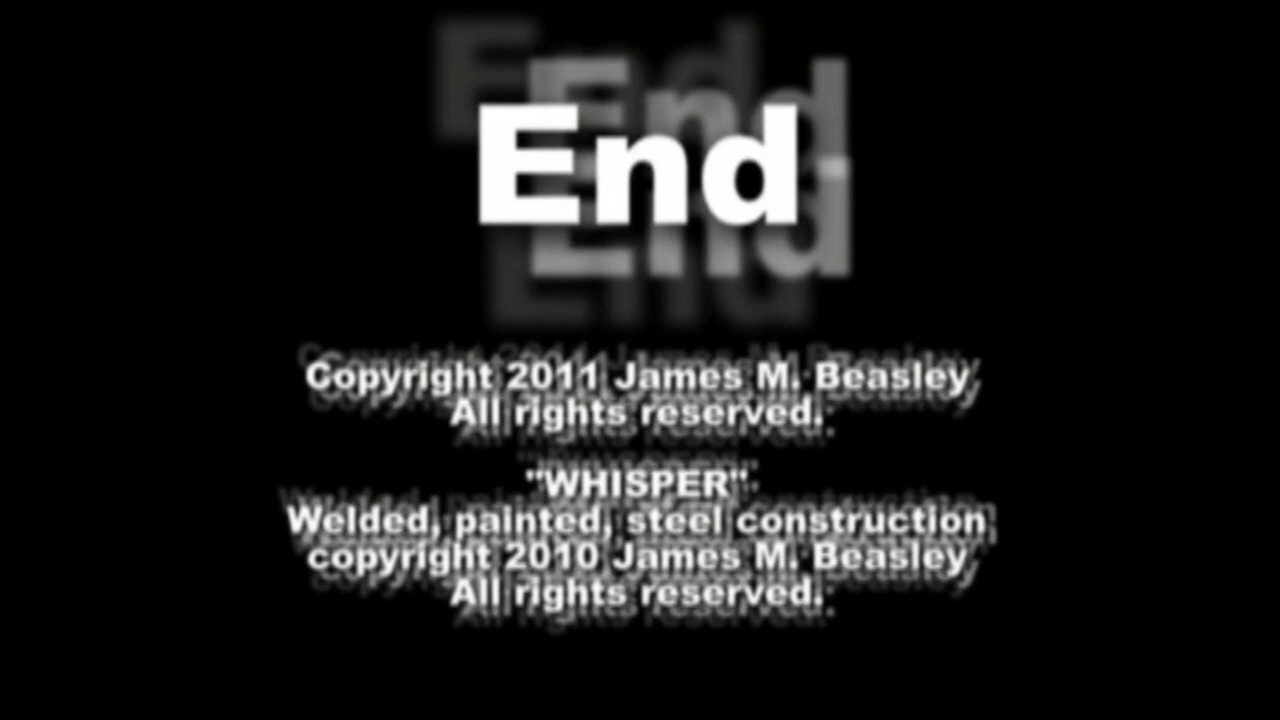 End
Copyright 2011 James M. Beasley
All rights reserved.
"WHISPER"
Welded, painted, steel construction
copyright 2010 James M. Beasley
All rights reserved.